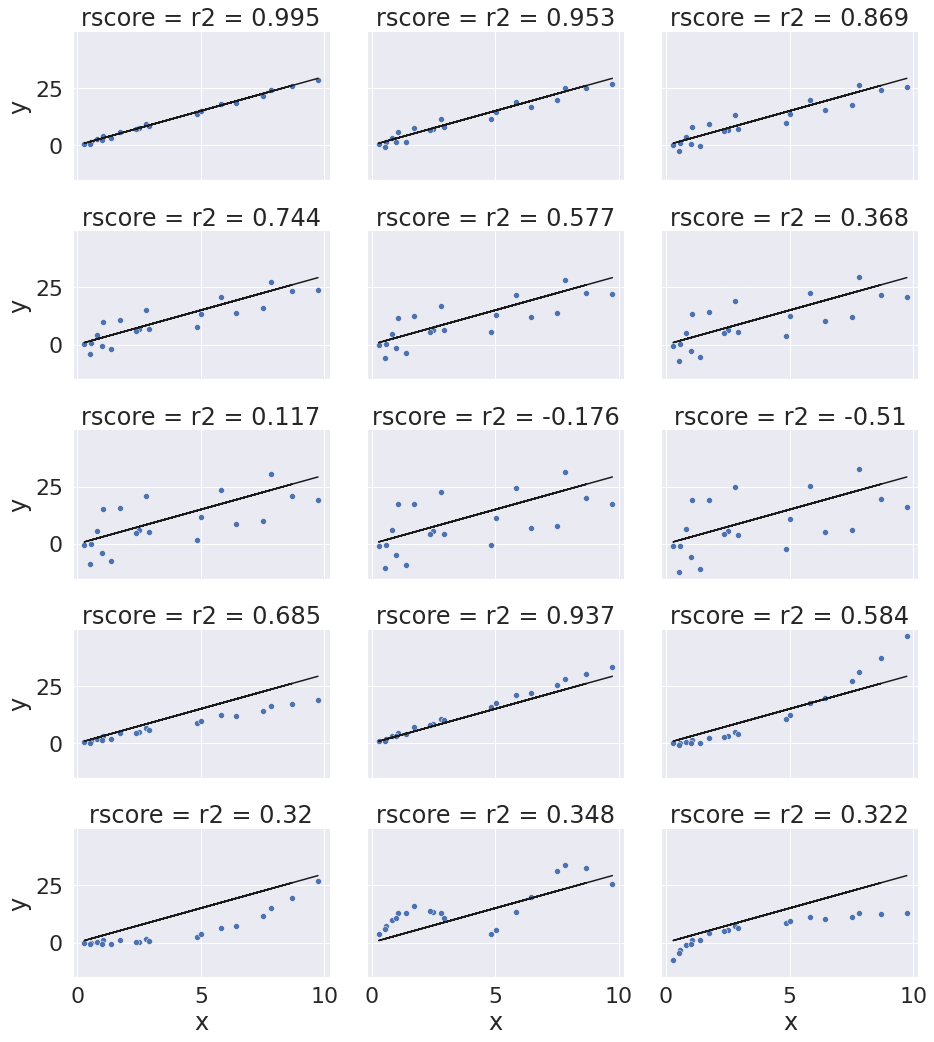 rscore = r2 = 0.995
rscore = r2 = 0.953
rscore = r2 = 0.869
y
25
0
rscore = r2 = 0.744
rscore = r2 = 0.577
rscore = r2 = 0.368
y
25
0
rscore = r2 = 0.117
rscore = r2 = -0.176
rscore = r2 = -0.51
y
25
0
rscore = r2 = 0.685
rscore = r2 = 0.937
rscore = r2 = 0.584
y
25
0
rscore = r2 = 0.32
rscore = r2 = 0.348
rscore = r2 = 0.322
y
25
0
0 5 10
0 5 10
0 5 10
x
x
x